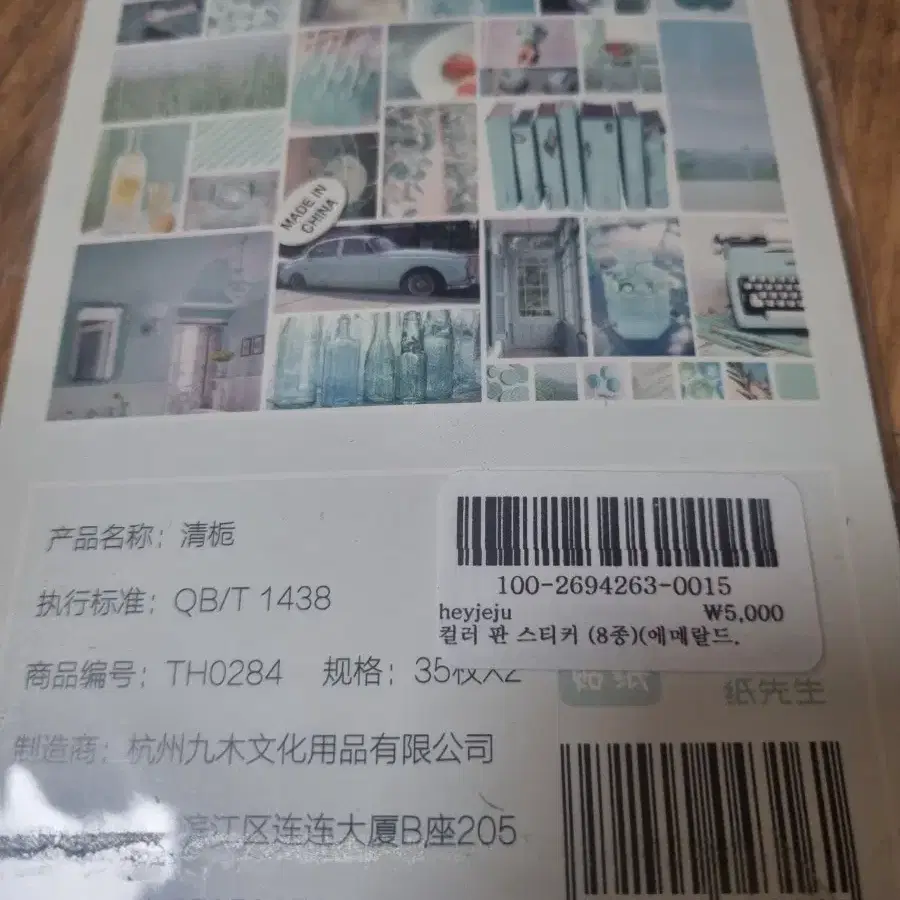 MADE IN
CHINA
产品名称：清栀
执行标准：QB/T 1438
商品编号：TH0284 规格：35枚X2
制造商：杭州九木文化用品有限公司
滨江区连连大厦B座205
100-2694263-0015
heyjeju ₩5,000
컬러 판 스티커 (8종)(에메랄드.
贴纸
纸先生